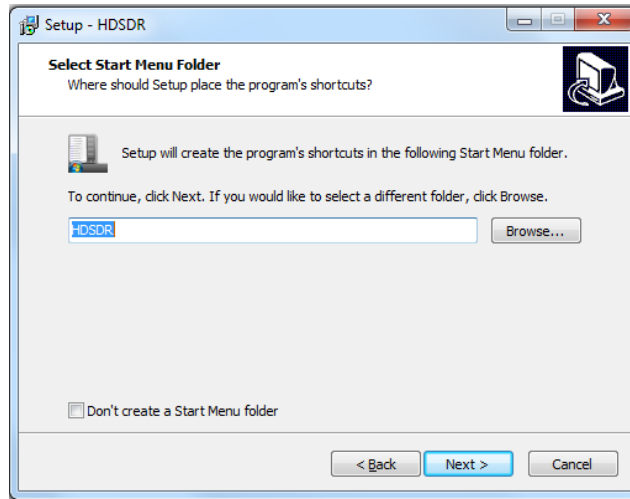 Setup - HDSDR
Select Start Menu Folder
Where should Setup place the program's shortcuts?
Setup will create the program's shortcuts in the following Start Menu folder.
To continue, click Next. If you would like to select a different folder, click Browse.
HDSDR
Browse...
Don't create a Start Menu folder
< Back
Next >
Cancel